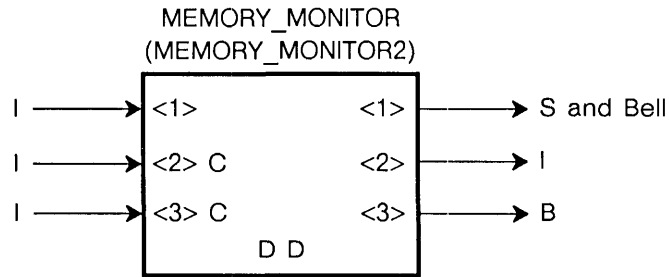 MEMORY_MONITOR
(MEMORY_MONITOR2)
I <1> <1> S and Bell
I <2> C <2> I
I <3> C <3> B
D D